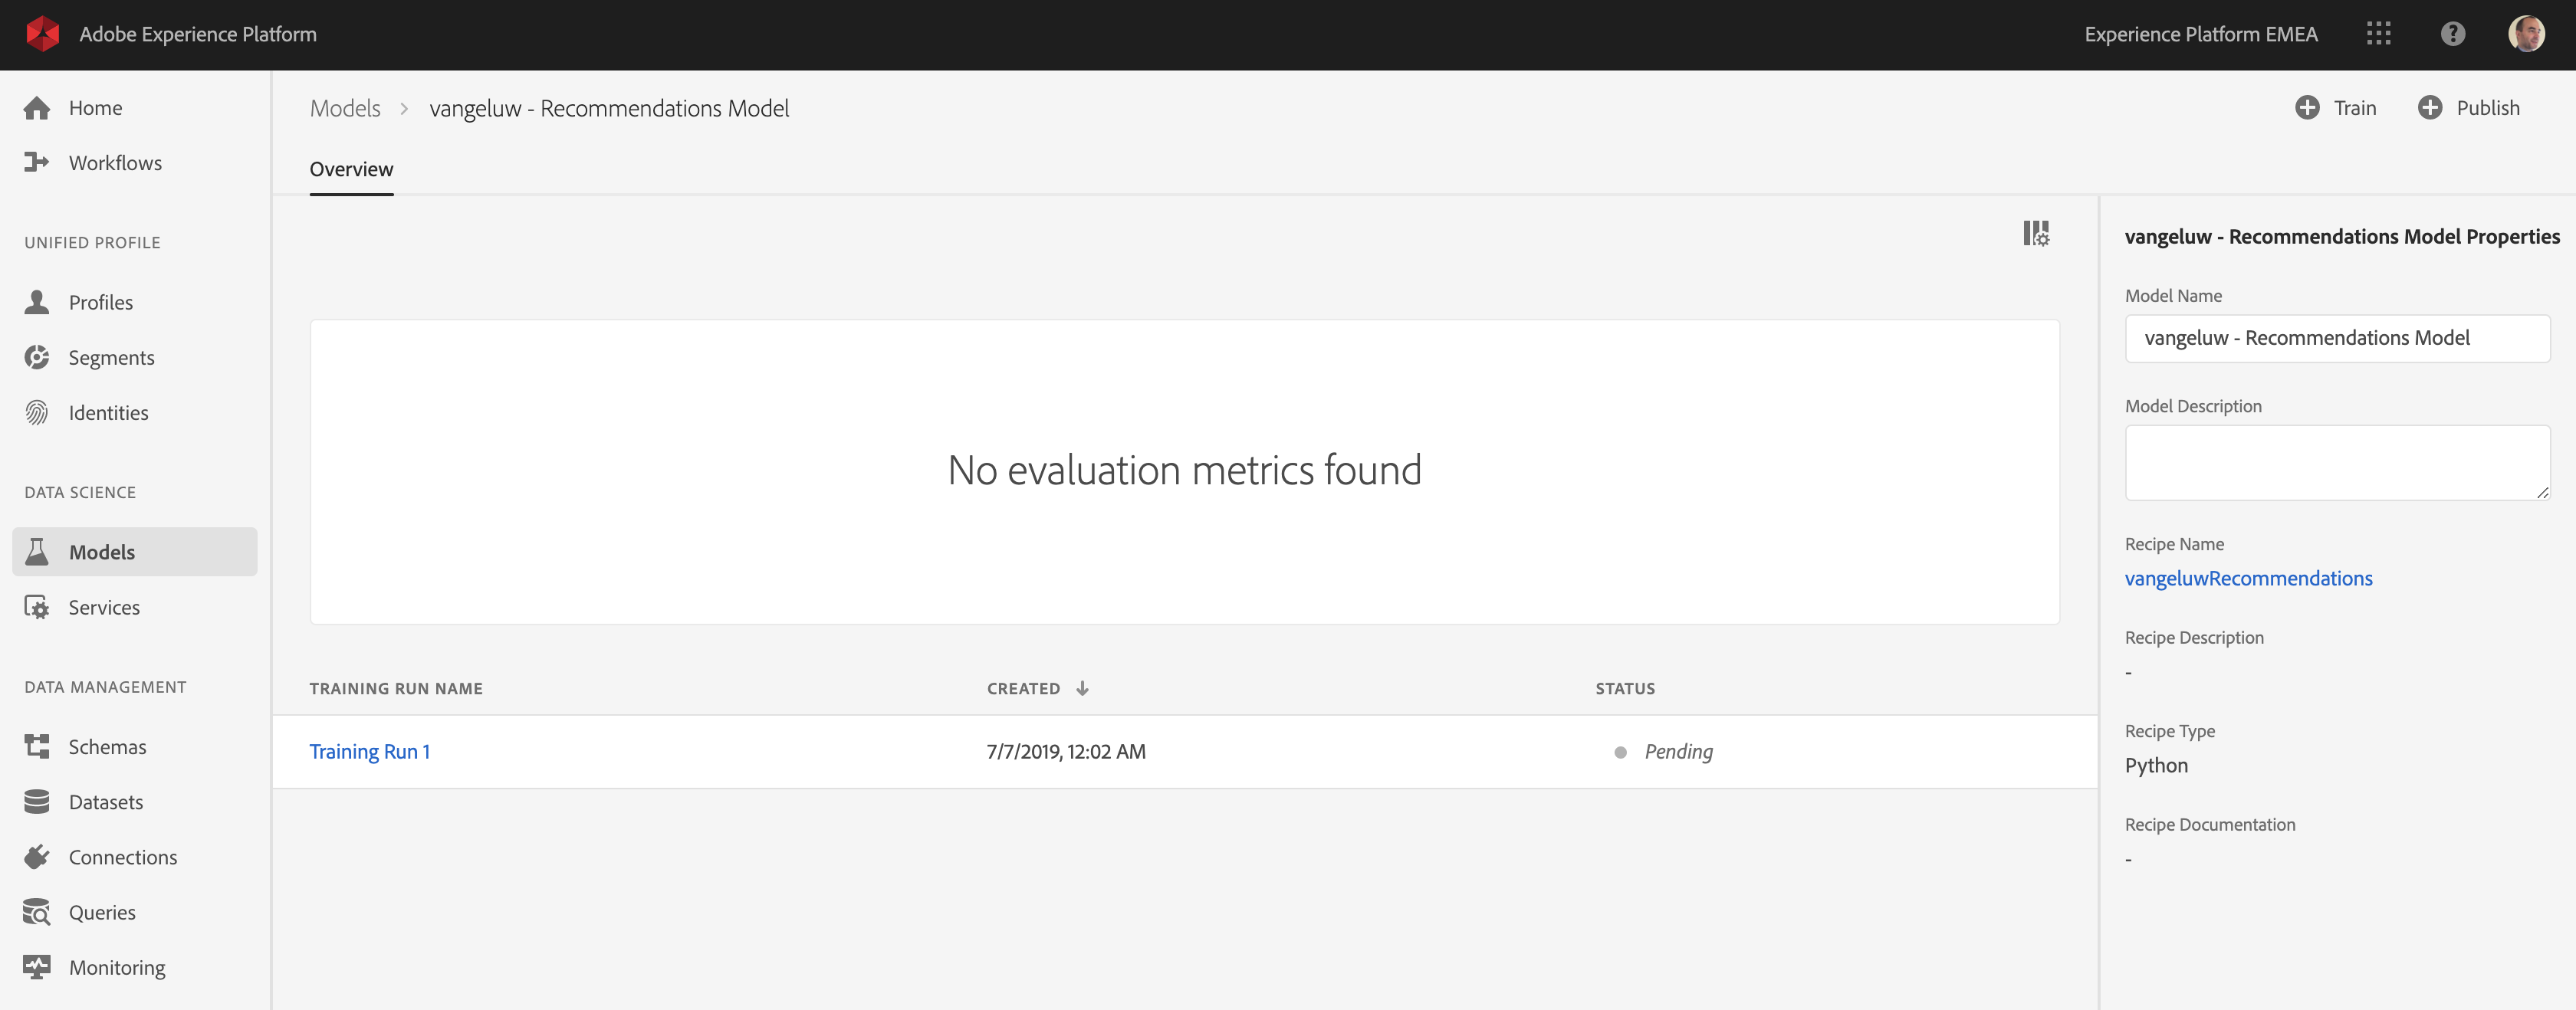 Adobe Experience Platform
Experience Platform EMEA
Home
Workflows
UNIFIED PROFILE
Profiles
Segments
Identities
DATA SCIENCE
Models
Services
DATA MANAGEMENT
Schemas
Datasets
Connections
Queries
Monitoring
Models > vangeluw - Recommendations Model
Train
Publish
Overview
No evaluation metrics found
TRAINING RUN NAME CREATED ↓ STATUS
Training Run 1 7/7/2019, 12:02 AM Pending
vangeluw - Recommendations Model Properties
Model Name
vangeluw - Recommendations Model
Model Description
Recipe Name
vangeluwRecommendations
Recipe Description
-
Recipe Type
Python
Recipe Documentation
-